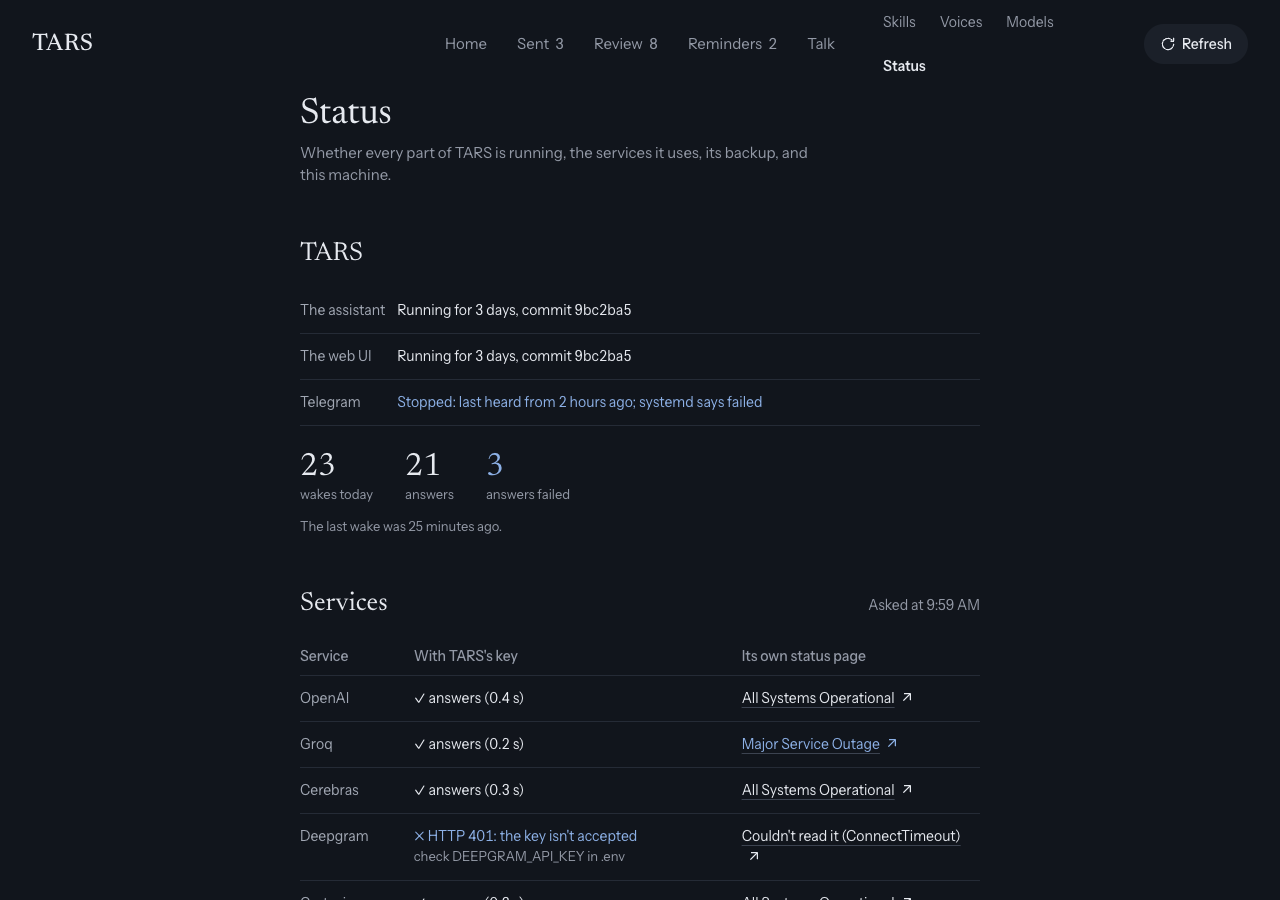 TARS
Home Sent 3 Review 8 Reminders 2 Talk
Skills Voices Models
Status
Refresh
Status
Whether every part of TARS is running, the services it uses, its backup, and
this machine.
TARS
The assistant Running for 3 days, commit 9bc2ba5
The web UI Running for 3 days, commit 9bc2ba5
Telegram Stopped: last heard from 2 hours ago; systemd says failed
23 21 3
wakes today answers answers failed
The last wake was 25 minutes ago.
Services Asked at 9:59 AM
Service With TARS's key Its own status page
OpenAI ✓ answers (0.4 s) All Systems Operational ↗
Groq ✓ answers (0.2 s) Major Service Outage ↗
Cerebras ✓ answers (0.3 s) All Systems Operational ↗
Deepgram ✕ HTTP 401: the key isn't accepted Couldn't read it (ConnectTimeout) ↗
check DEEPGRAM_API_KEY in .env